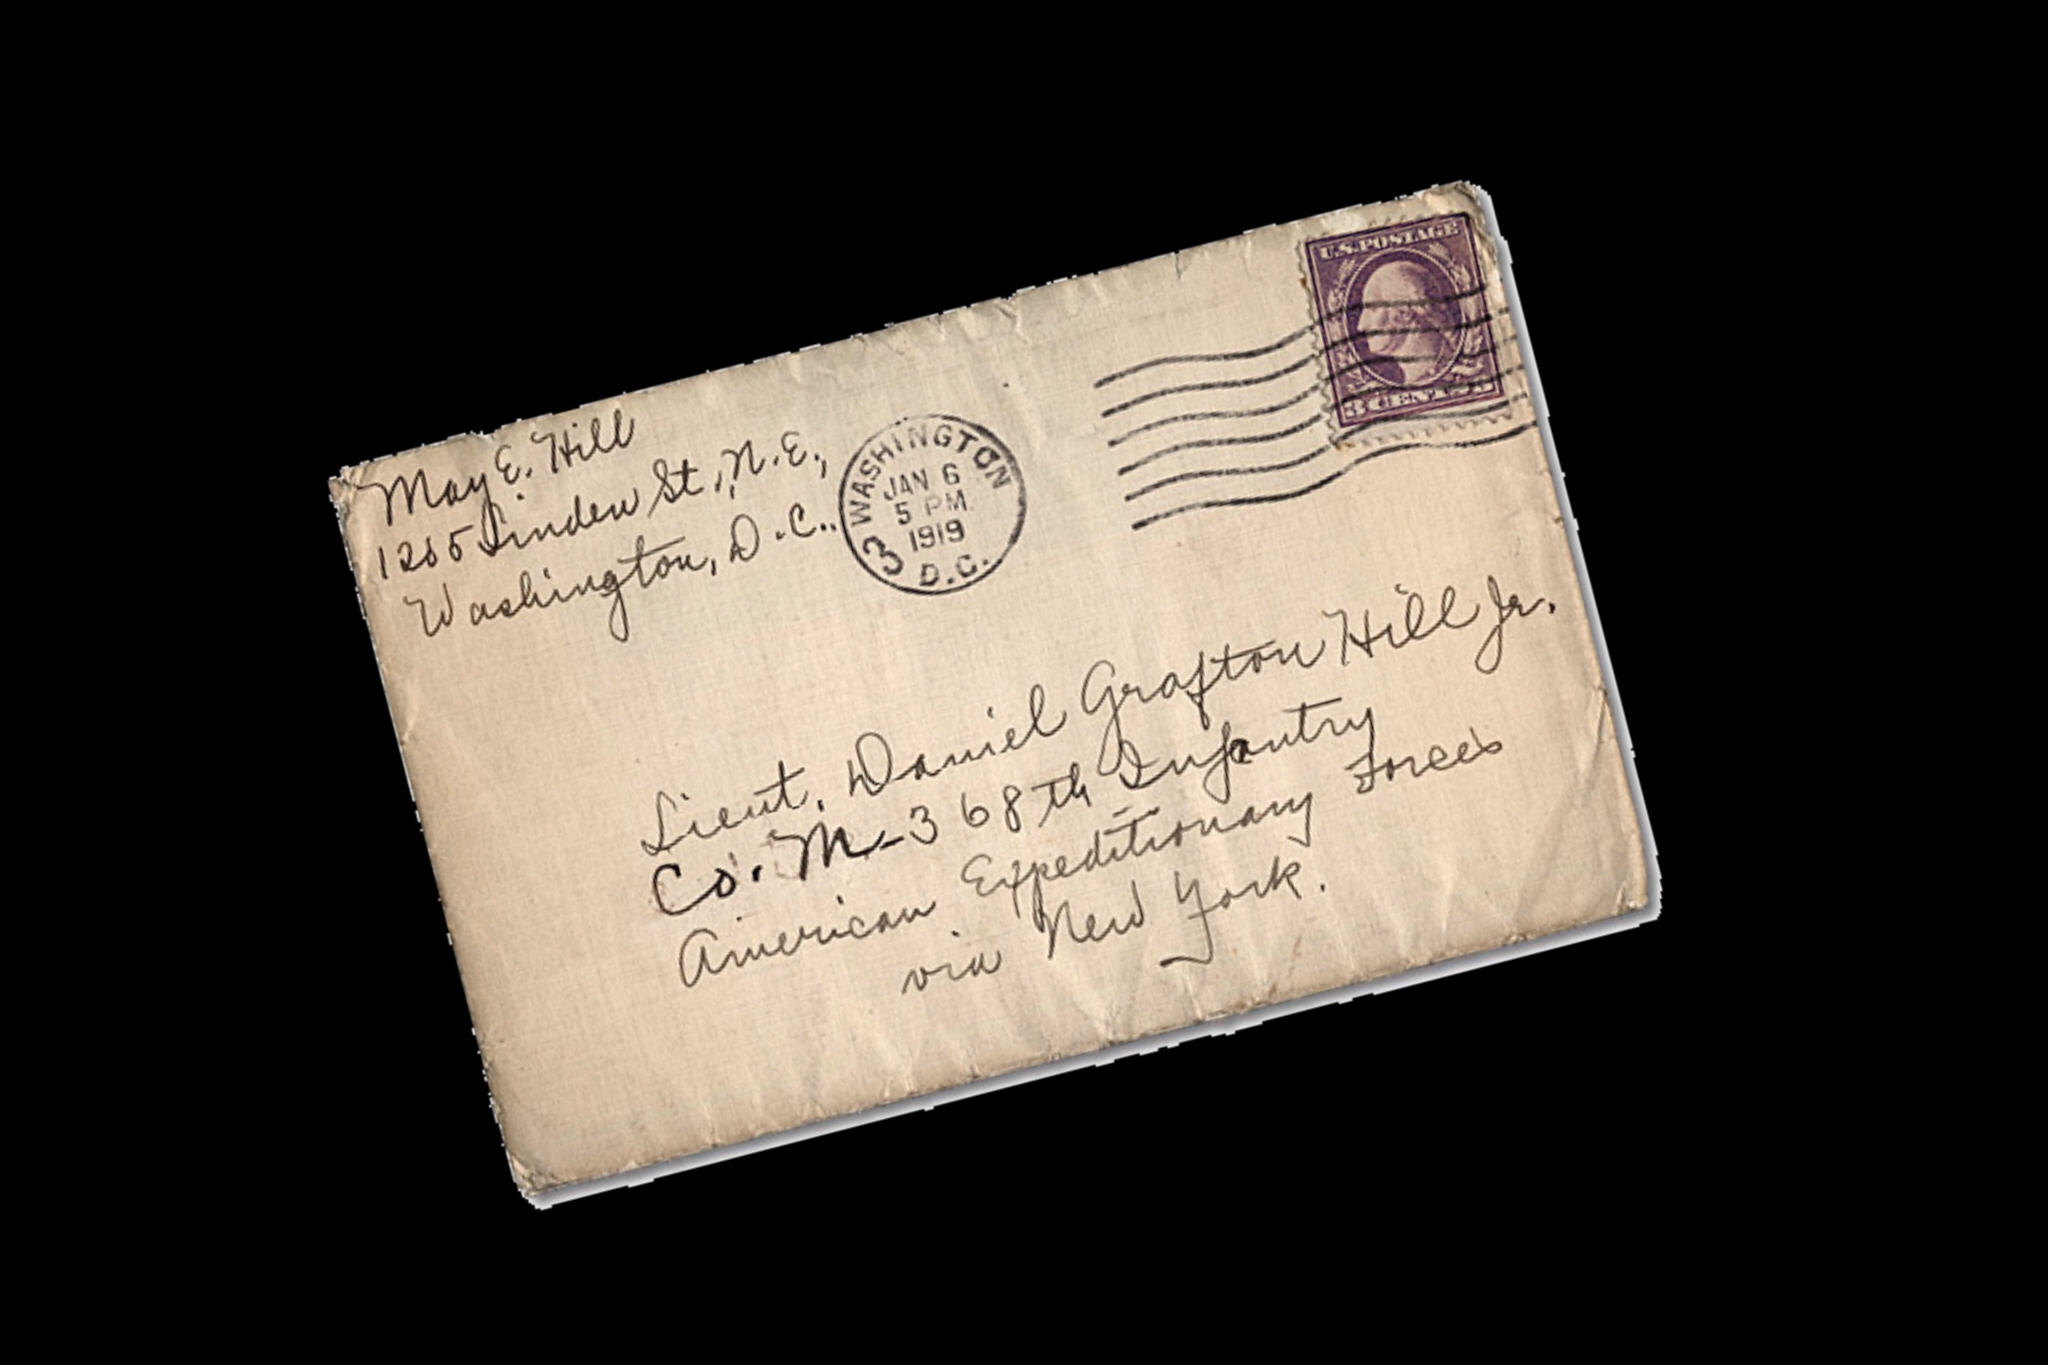 May E. Hill
1255 Linden St., N.E.,
Washington, D.C..
WASHINGTON
JAN 6
5 PM
1919
D.C.
3
U.S. POSTAGE
3 CENTS 3
Lieut. Daniel Grafton Hill Jr.
Co. M-368th Infantry
American Expeditionary Forces
via New York.